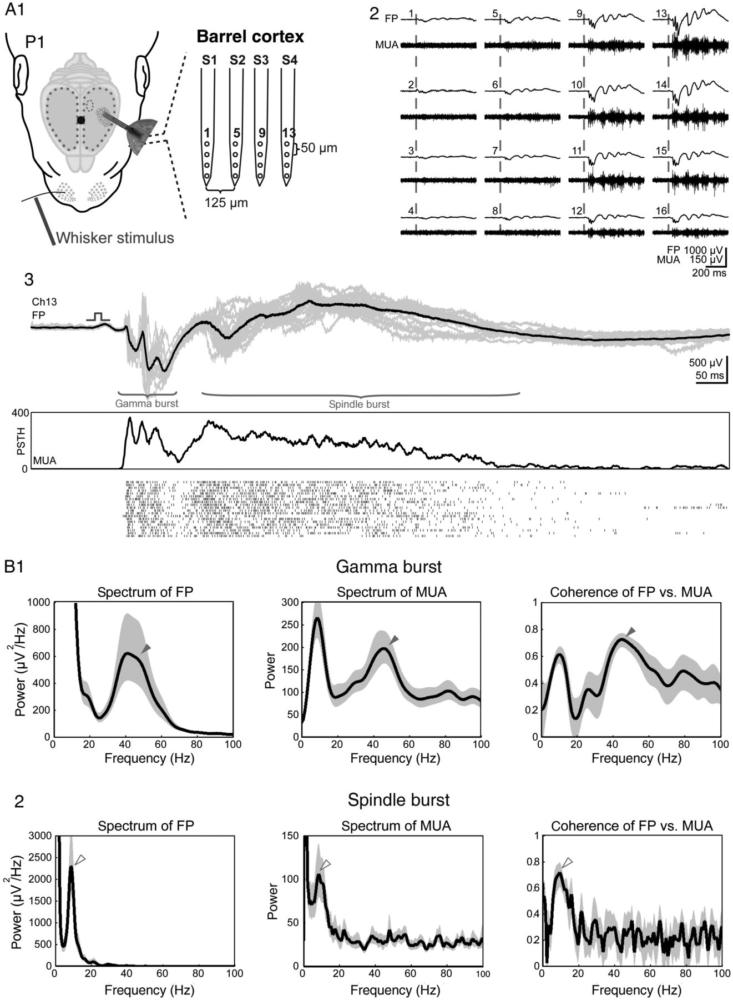 A1
P1
Barrel cortex
S1 S2 S3 S4
1 5 9 13
50 µm
125 µm
Whisker stimulus
2
FP
MUA
1 5 9 13
2 6 10 14
3 7 11 15
4 8 12 16
FP 1000 µV
MUA 150 µV
200 ms
3
Ch13
FP
500 µV
50 ms
Gamma burst
Spindle burst
400
PSTH
MUA
0
B1
Gamma burst
Spectrum of FP
1000
800
600
400
200
0
Power (µV²/Hz)
0 20 40 60 80 100
Frequency (Hz)
Spectrum of MUA
300
250
200
150
100
50
0
Power
0 20 40 60 80 100
Frequency (Hz)
Coherence of FP vs. MUA
1
0.8
0.6
0.4
0.2
0
0 20 40 60 80 100
Frequency (Hz)
2
Spindle burst
Spectrum of FP
3000
2500
2000
1500
1000
500
0
Power (µV²/Hz)
0 20 40 60 80 100
Frequency (Hz)
Spectrum of MUA
150
100
50
0
Power
0 20 40 60 80 100
Frequency (Hz)
Coherence of FP vs. MUA
1
0.8
0.6
0.4
0.2
0
0 20 40 60 80 100
Frequency (Hz)